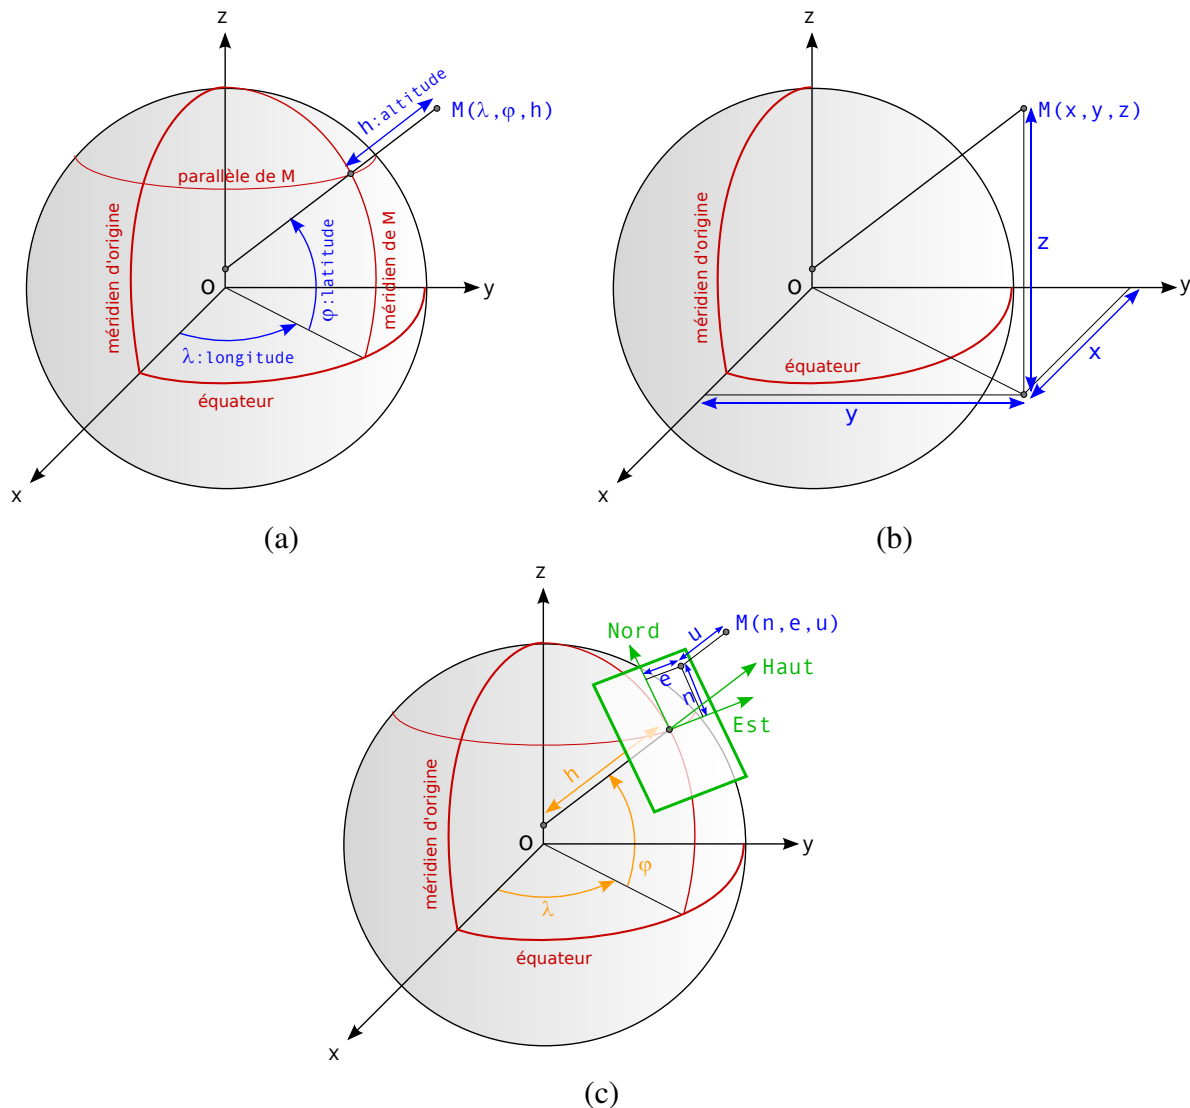 z
h:altitude
M(λ,φ,h)
parallèle de M
méridien d'origine
φ:latitude
méridien de M
O
y
λ:longitude
équateur
x
(a)
z
M(x,y,z)
méridien d'origine
z
O
y
x
équateur
y
x
(b)
z
Nord
u
M(n,e,u)
e
n
Haut
Est
méridien d'origine
h
O
y
φ
λ
équateur
x
(c)